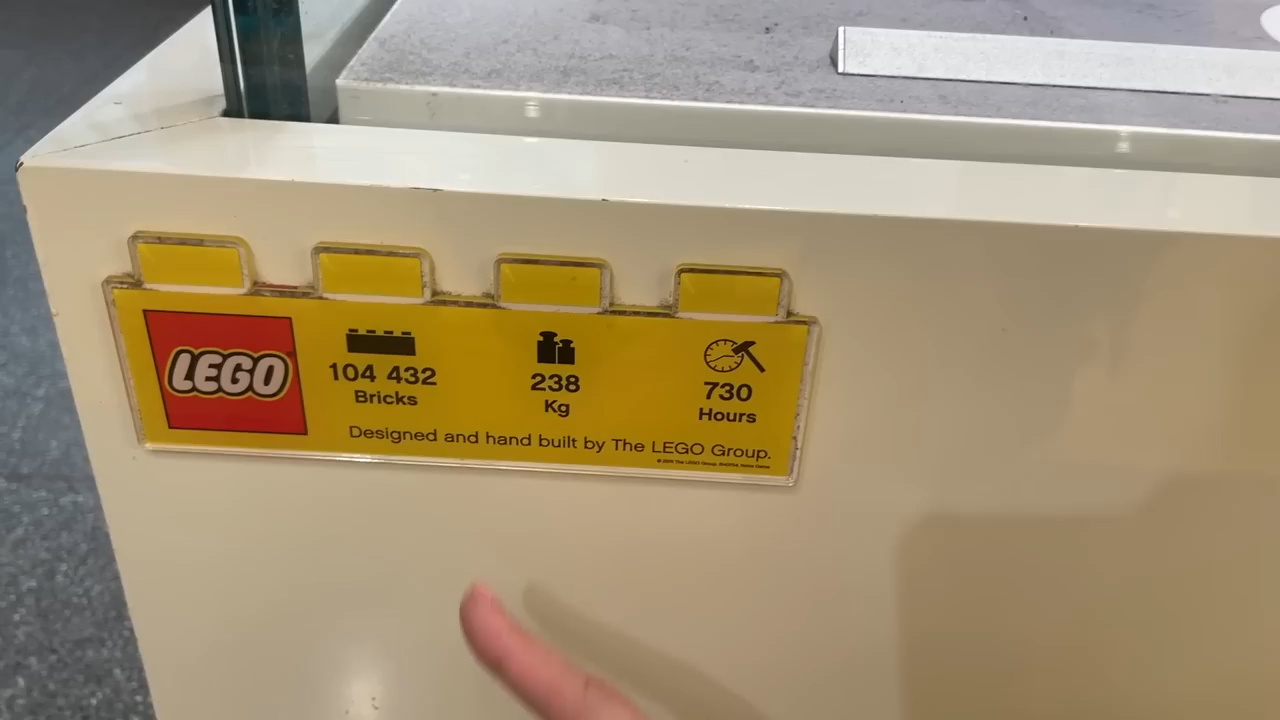 LEGO
104 432
Bricks
238
Kg
730
Hours
Designed and hand built by The LEGO Group.